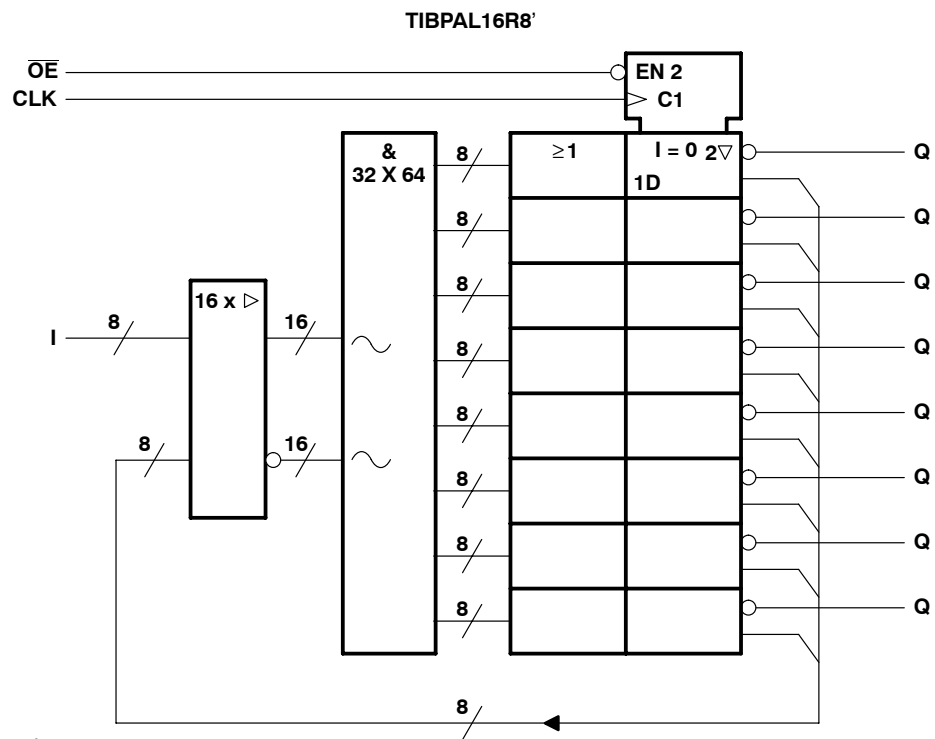 TIBPAL16R8’
OE
EN 2
CLK
C1
&
32 X 64
8
≥1
I = 0 2▽
Q
1D
8
Q
8
Q
16 x ▷
8
16
I
8
Q
8
Q
8
16
8
Q
8
Q
8
Q
8